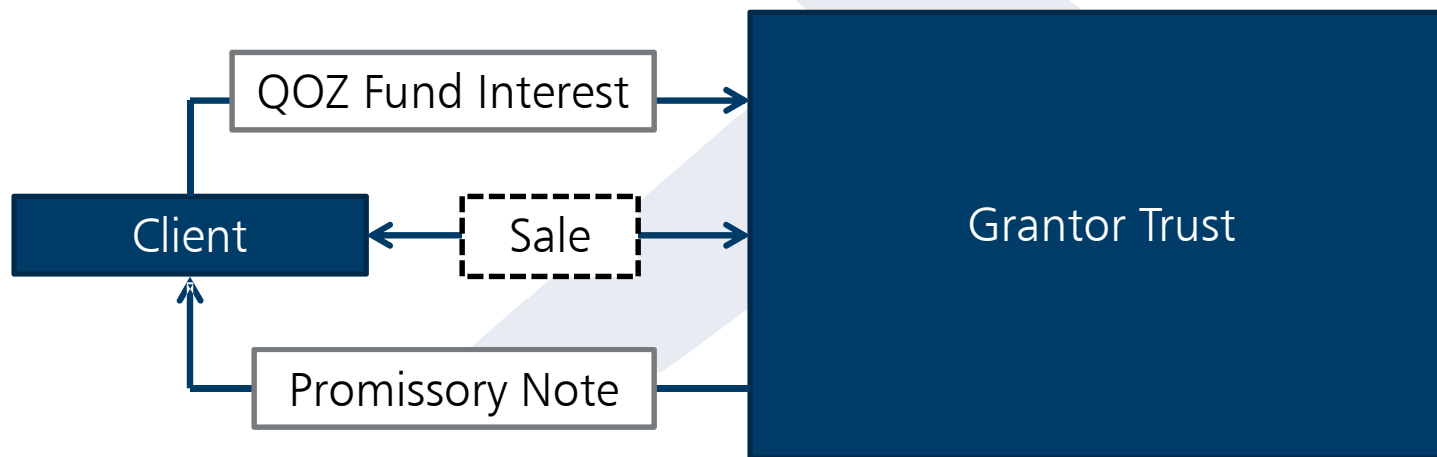 QOZ Fund Interest
Client
Sale
Grantor Trust
Promissory Note